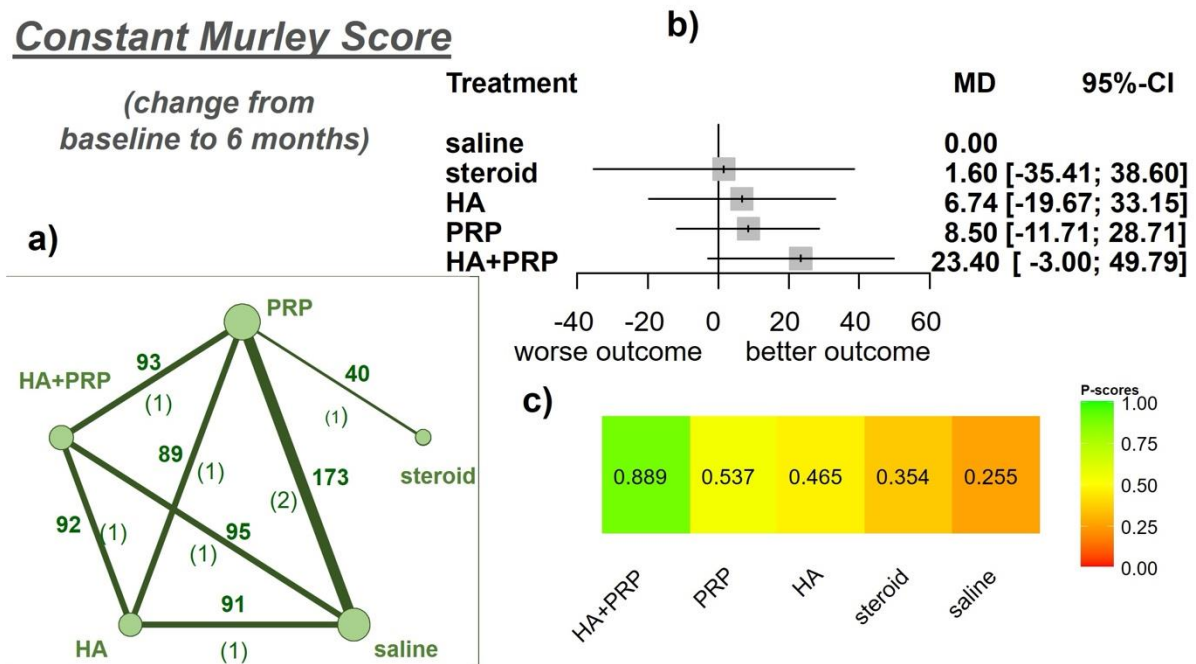 Constant Murley Score
(change from
baseline to 6 months)
b)
Treatment MD 95%-CI
saline 0.00
steroid 1.60 [-35.41; 38.60]
HA 6.74 [-19.67; 33.15]
PRP 8.50 [-11.71; 28.71]
HA+PRP 23.40 [ -3.00; 49.79]
-40 -20 0 20 40 60
worse outcome better outcome
a)
PRP
HA+PRP
steroid
HA
saline
93
(1)
40
(1)
89
(1)
173
(2)
92
(1)
95
(1)
91
(1)
c)
0.889 0.537 0.465 0.354 0.255
HA+PRP PRP HA steroid saline
P-scores
1.00
0.75
0.50
0.25
0.00